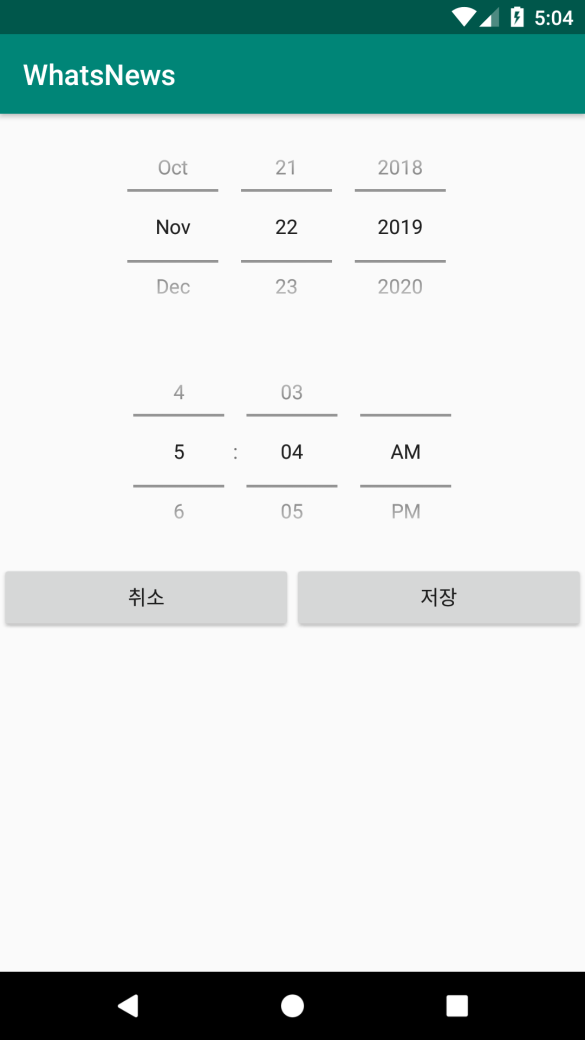 5:04
WhatsNews
Oct 21 2018
Nov 22 2019
Dec 23 2020
4 03
5 : 04 AM
6 05 PM
취소 저장